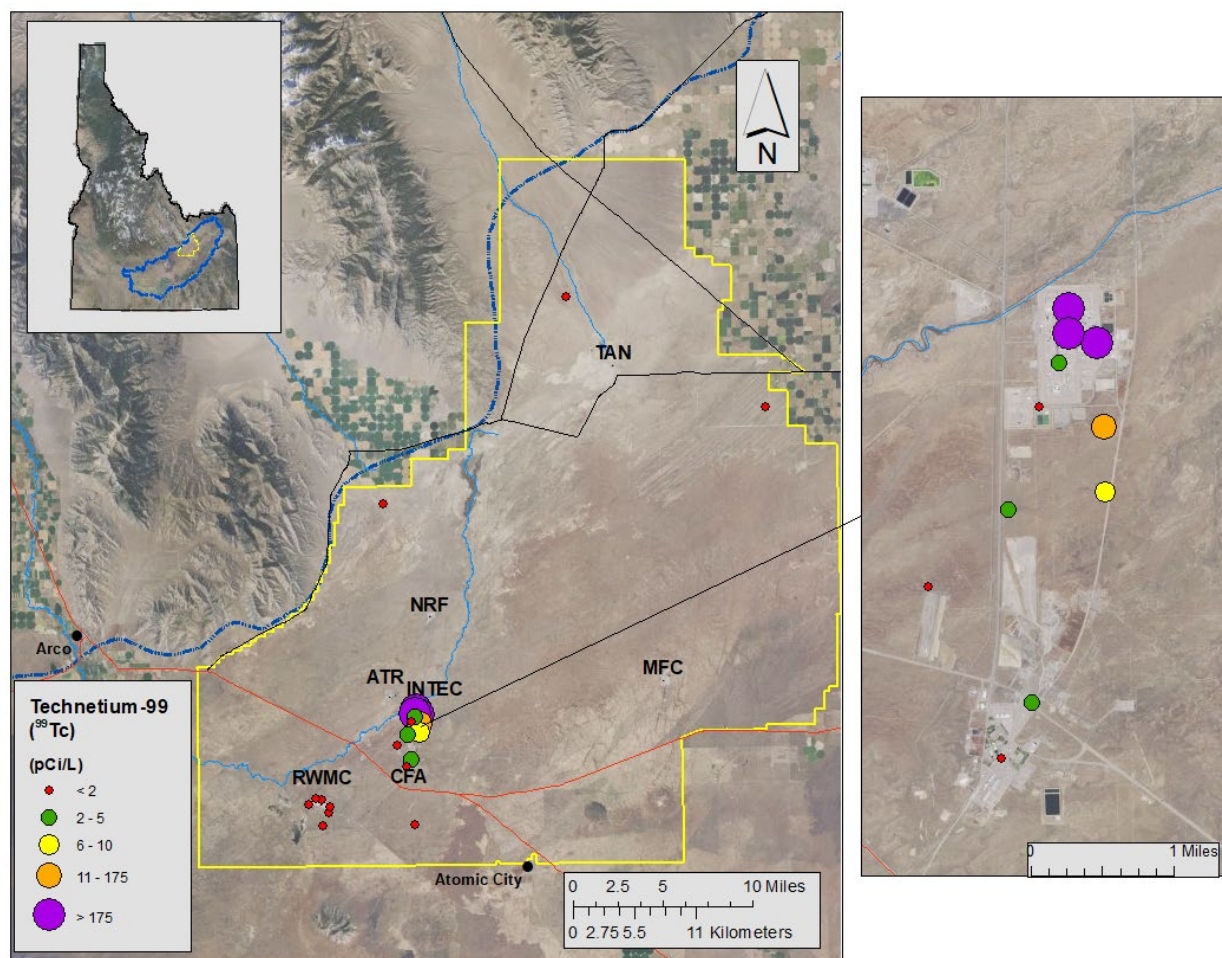 N
TAN
NRF
Arco
MFC
ATR
INTEC
RWMC
CFA
Atomic City
Technetium-99
(⁹⁹Tc)
(pCi/L)
< 2
2 - 5
6 - 10
11 - 175
> 175
0 2.5 5 10 Miles
0 2.75 5.5 11 Kilometers
0 1 Miles